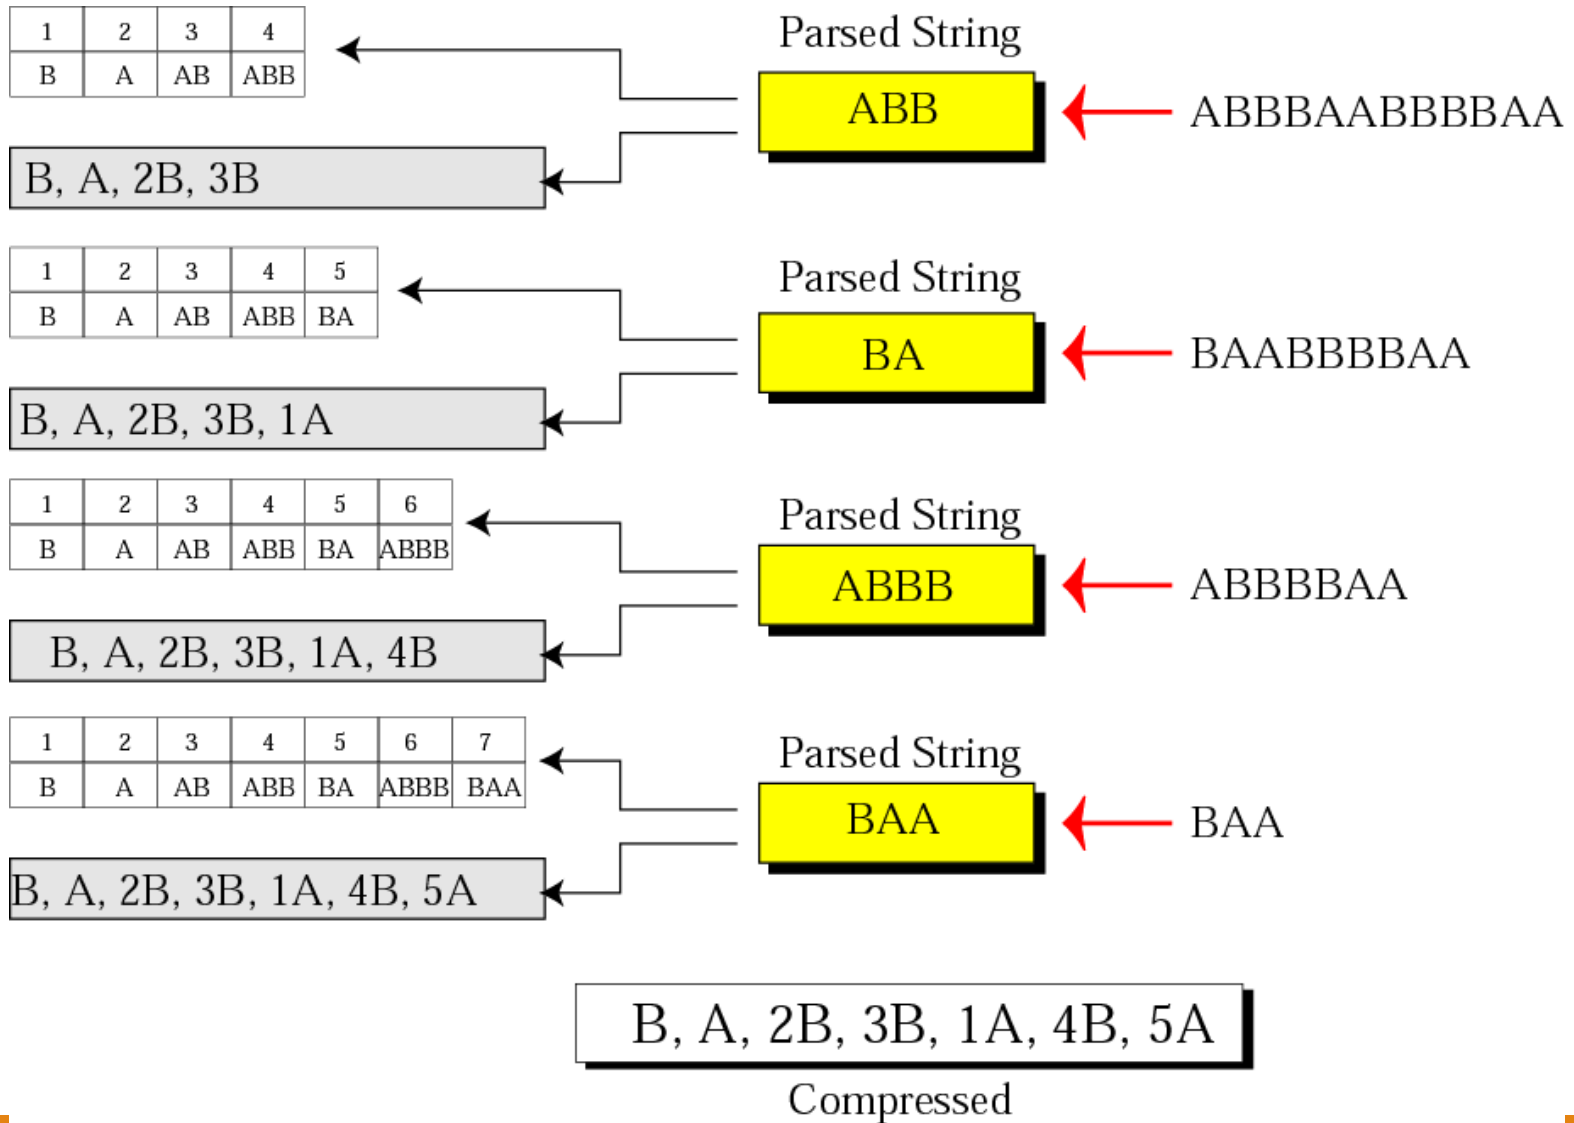 1 2 3 4
B A AB ABB
B, A, 2B, 3B
Parsed String
ABB
ABBBAABBBBAA
1 2 3 4 5
B A AB ABB BA
B, A, 2B, 3B, 1A
Parsed String
BA
BAABBBBAA
1 2 3 4 5 6
B A AB ABB BA ABBB
B, A, 2B, 3B, 1A, 4B
Parsed String
ABBB
ABBBBAA
1 2 3 4 5 6 7
B A AB ABB BA ABBB BAA
B, A, 2B, 3B, 1A, 4B, 5A
Parsed String
BAA
BAA
B, A, 2B, 3B, 1A, 4B, 5A
Compressed